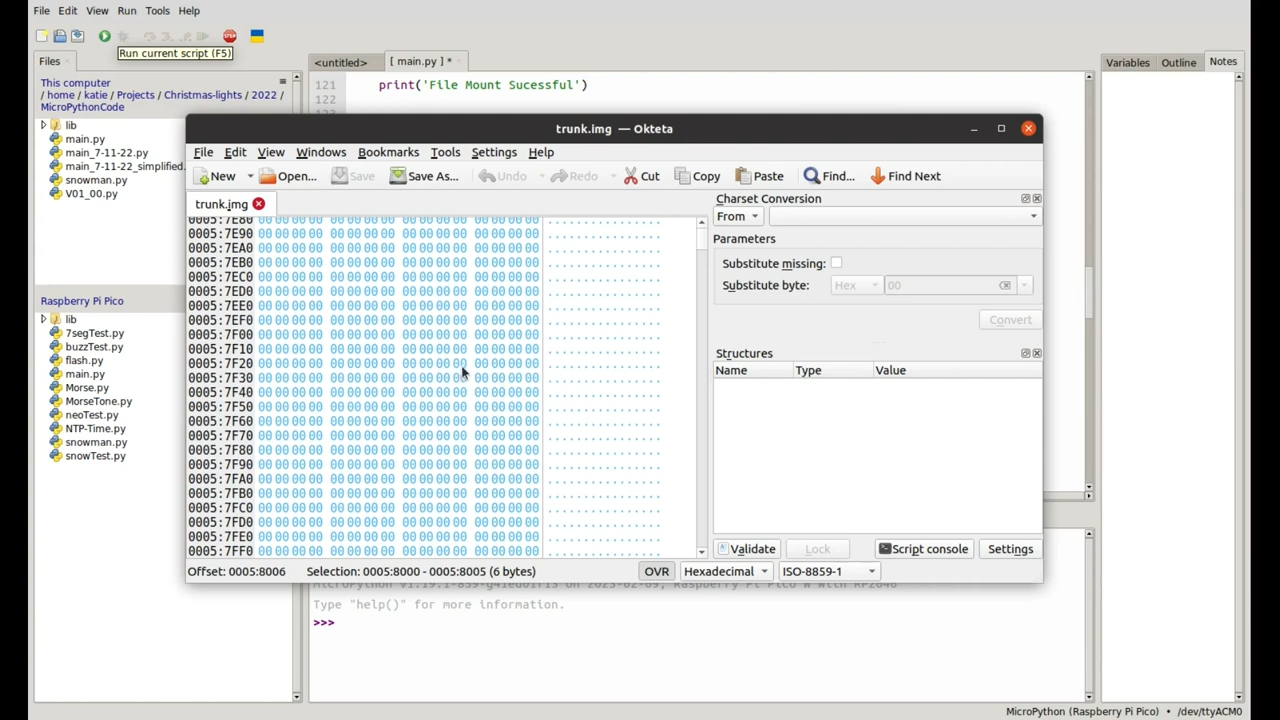 File Edit View Run Tools Help
Run current script (F5)
Files
This computer
/ home / katie / Projects / Christmas-lights / 2022 /
MicroPythonCode
lib
main.py
main_7-11-22.py
main_7-11-22_simplified.
snowman.py
V01_00.py
Raspberry Pi Pico
lib
7segTest.py
buzzTest.py
flash.py
main.py
Morse.py
MorseTone.py
neoTest.py
NTP-Time.py
snowman.py
snowTest.py
<untitled> [ main.py ] *
121 print('File Mount Sucessful')
122
Variables Outline Notes
trunk.img — Okteta
File Edit View Windows Bookmarks Tools Settings Help
New Open... Save Save As... Undo Redo Cut Copy Paste Find... Find Next
trunk.img
0005:7E80 00 00 00 00 00 00 00 00 00 00 00 00 00 00 00 00 ................
0005:7E90 00 00 00 00 00 00 00 00 00 00 00 00 00 00 00 00 ................
0005:7EA0 00 00 00 00 00 00 00 00 00 00 00 00 00 00 00 00 ................
0005:7EB0 00 00 00 00 00 00 00 00 00 00 00 00 00 00 00 00 ................
0005:7EC0 00 00 00 00 00 00 00 00 00 00 00 00 00 00 00 00 ................
0005:7ED0 00 00 00 00 00 00 00 00 00 00 00 00 00 00 00 00 ................
0005:7EE0 00 00 00 00 00 00 00 00 00 00 00 00 00 00 00 00 ................
0005:7EF0 00 00 00 00 00 00 00 00 00 00 00 00 00 00 00 00 ................
0005:7F00 00 00 00 00 00 00 00 00 00 00 00 00 00 00 00 00 ................
0005:7F10 00 00 00 00 00 00 00 00 00 00 00 00 00 00 00 00 ................
0005:7F20 00 00 00 00 00 00 00 00 00 00 00 00 00 00 00 00 ................
0005:7F30 00 00 00 00 00 00 00 00 00 00 00 00 00 00 00 00 ................
0005:7F40 00 00 00 00 00 00 00 00 00 00 00 00 00 00 00 00 ................
0005:7F50 00 00 00 00 00 00 00 00 00 00 00 00 00 00 00 00 ................
0005:7F60 00 00 00 00 00 00 00 00 00 00 00 00 00 00 00 00 ................
0005:7F70 00 00 00 00 00 00 00 00 00 00 00 00 00 00 00 00 ................
0005:7F80 00 00 00 00 00 00 00 00 00 00 00 00 00 00 00 00 ................
0005:7F90 00 00 00 00 00 00 00 00 00 00 00 00 00 00 00 00 ................
0005:7FA0 00 00 00 00 00 00 00 00 00 00 00 00 00 00 00 00 ................
0005:7FB0 00 00 00 00 00 00 00 00 00 00 00 00 00 00 00 00 ................
0005:7FC0 00 00 00 00 00 00 00 00 00 00 00 00 00 00 00 00 ................
0005:7FD0 00 00 00 00 00 00 00 00 00 00 00 00 00 00 00 00 ................
0005:7FE0 00 00 00 00 00 00 00 00 00 00 00 00 00 00 00 00 ................
0005:7FF0 00 00 00 00 00 00 00 00 00 00 00 00 00 00 00 00 ................
Charset Conversion
From
Parameters
Substitute missing:
Substitute byte: Hex 00
Convert
Structures
Name Type Value
Validate Lock Script console Settings
Offset: 0005:8006 Selection: 0005:8000 - 0005:8005 (6 bytes) OVR Hexadecimal ISO-8859-1
Type "help()" for more information.
>>>
MicroPython (Raspberry Pi Pico) • /dev/ttyACM0